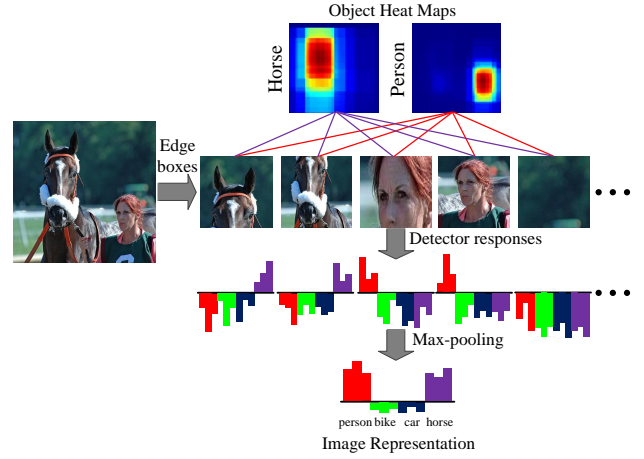 Object Heat Maps
Horse
Person
Edge
boxes
Detector responses
Max-pooling
person bike car horse
Image Representation